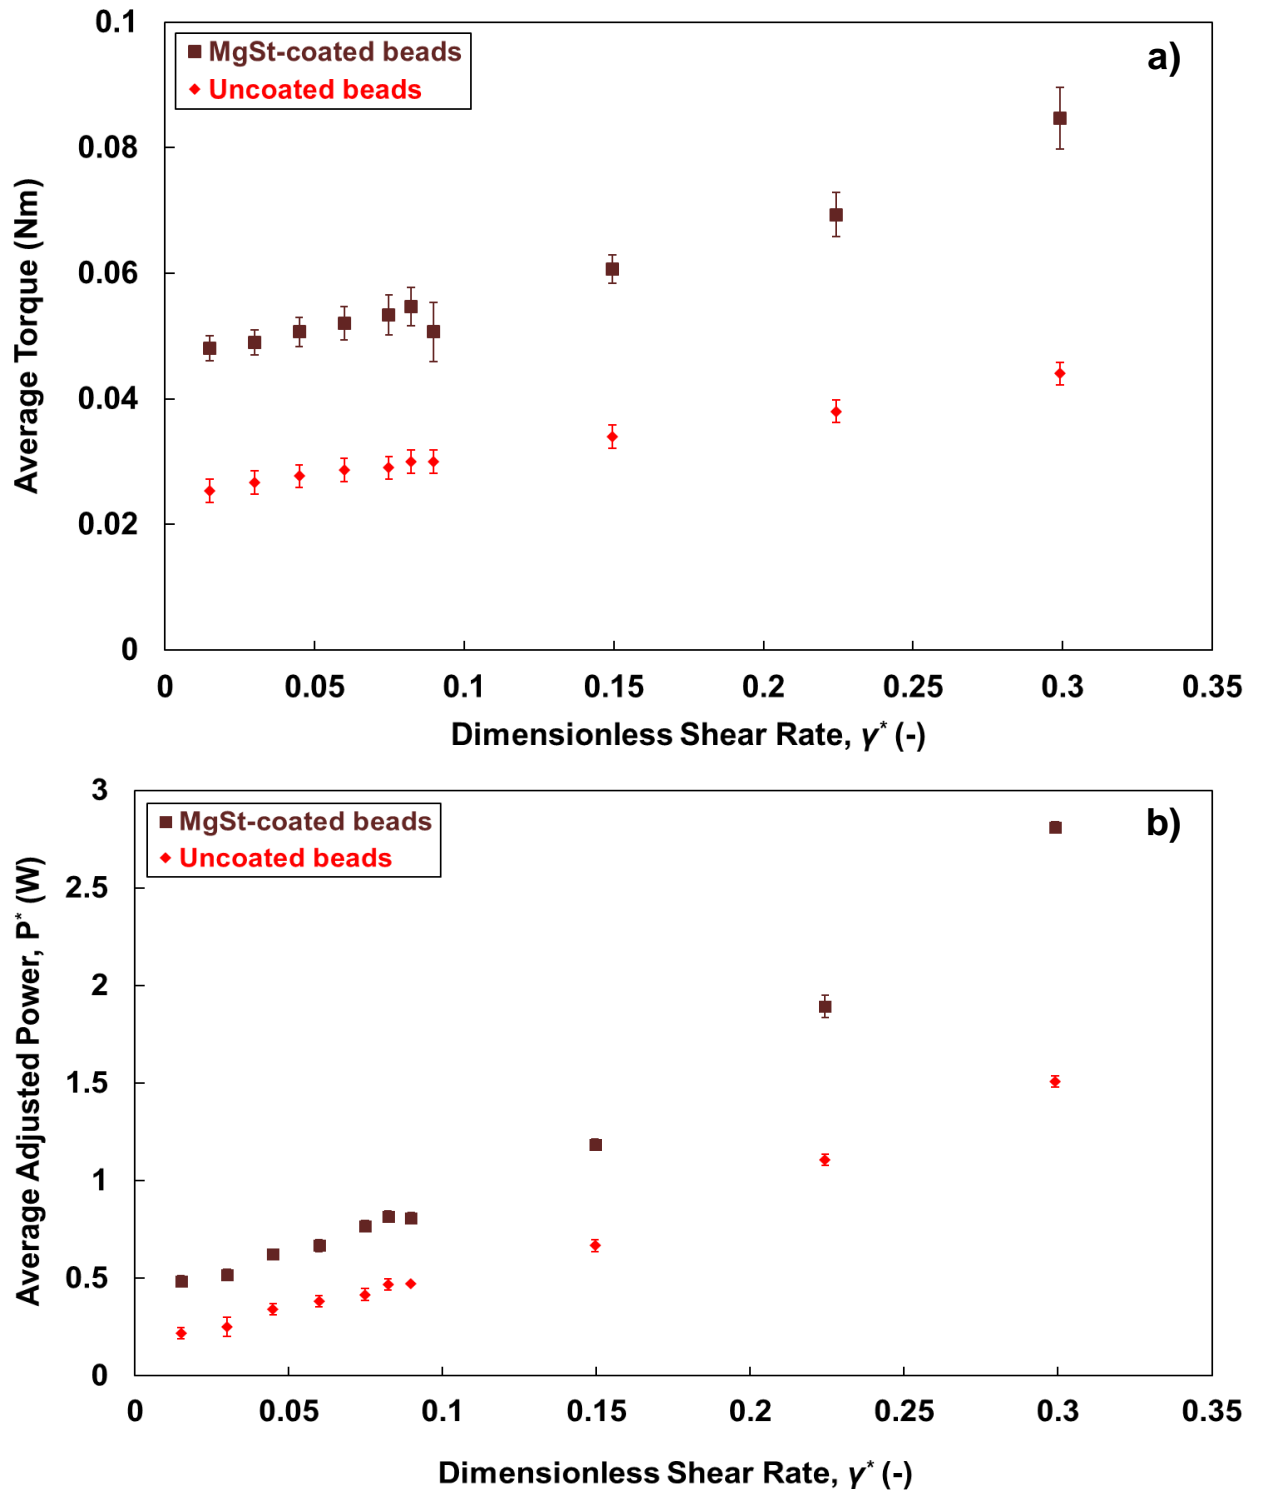 0.1
0.08
0.06
0.04
0.02
0
Average Torque (Nm)
MgSt-coated beads
Uncoated beads
a)
0 0.05 0.1 0.15 0.2 0.25 0.3 0.35
Dimensionless Shear Rate, γ* (-)
3
2.5
2
1.5
1
0.5
0
Average Adjusted Power, P* (W)
MgSt-coated beads
Uncoated beads
b)
0 0.05 0.1 0.15 0.2 0.25 0.3 0.35
Dimensionless Shear Rate, γ* (-)